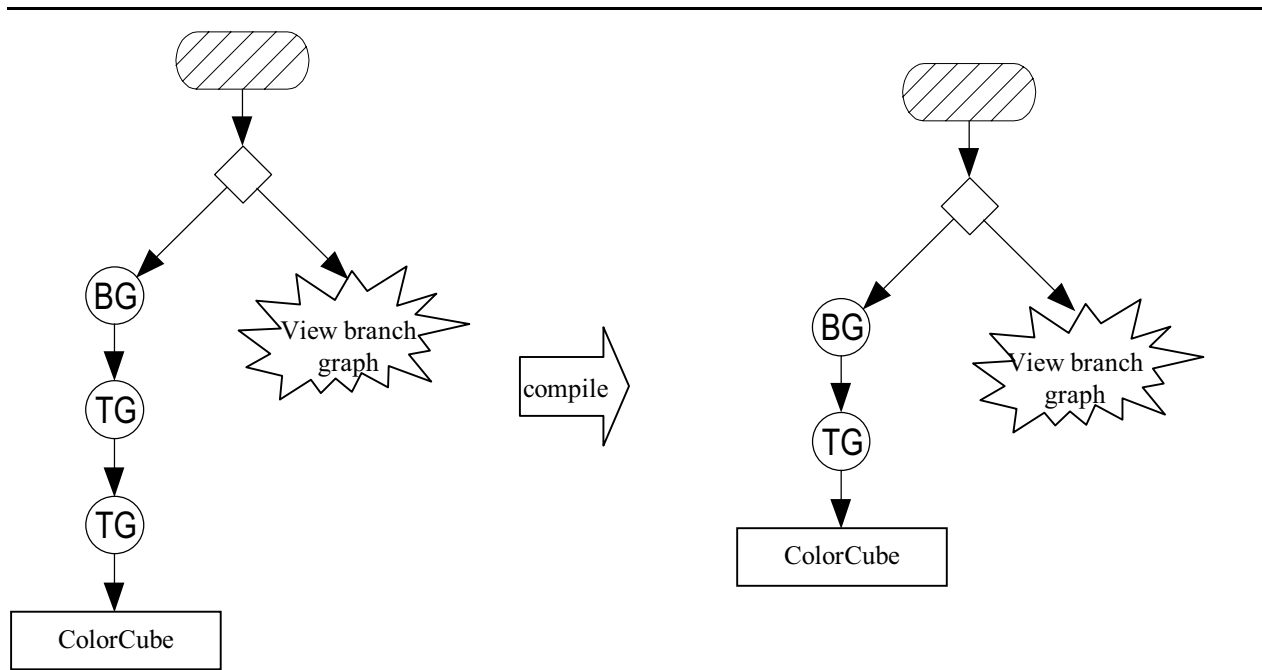 BG
View branch
graph
TG
TG
ColorCube
compile
BG
View branch
graph
TG
ColorCube